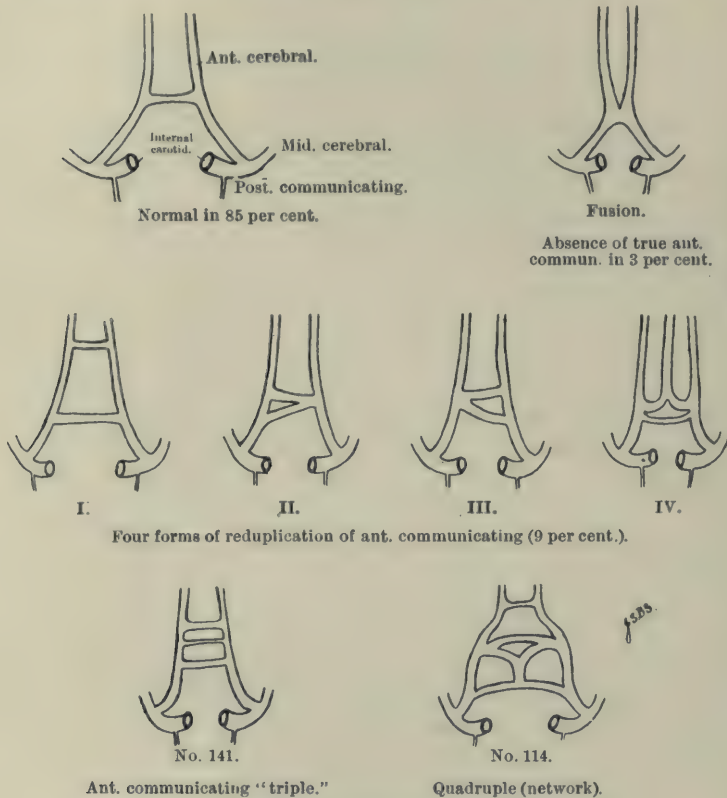 Ant. cerebral.
Internal
carotid.
Mid. cerebral.
Post. communicating.
Normal in 85 per cent.
Fusion.
Absence of true ant.
commun. in 3 per cent.
I.
II.
III.
IV.
Four forms of reduplication of ant. communicating (9 per cent.).
J.S.B.S.
No. 141.
No. 114.
Ant. communicating “triple.”
Quadruple (network).